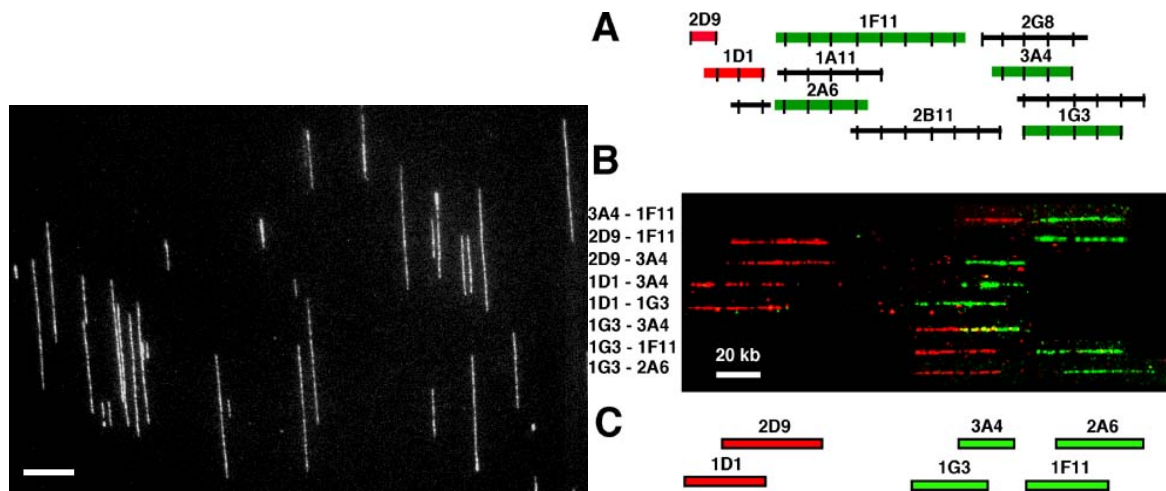 A
2D9 1F11 2G8
1D1 1A11 3A4
2A6
2B11 1G3
B
3A4 - 1F11
2D9 - 1F11
2D9 - 3A4
1D1 - 3A4
1D1 - 1G3
1G3 - 3A4
1G3 - 1F11
1G3 - 2A6
20 kb
C
2D9 3A4 2A6
1D1 1G3 1F11